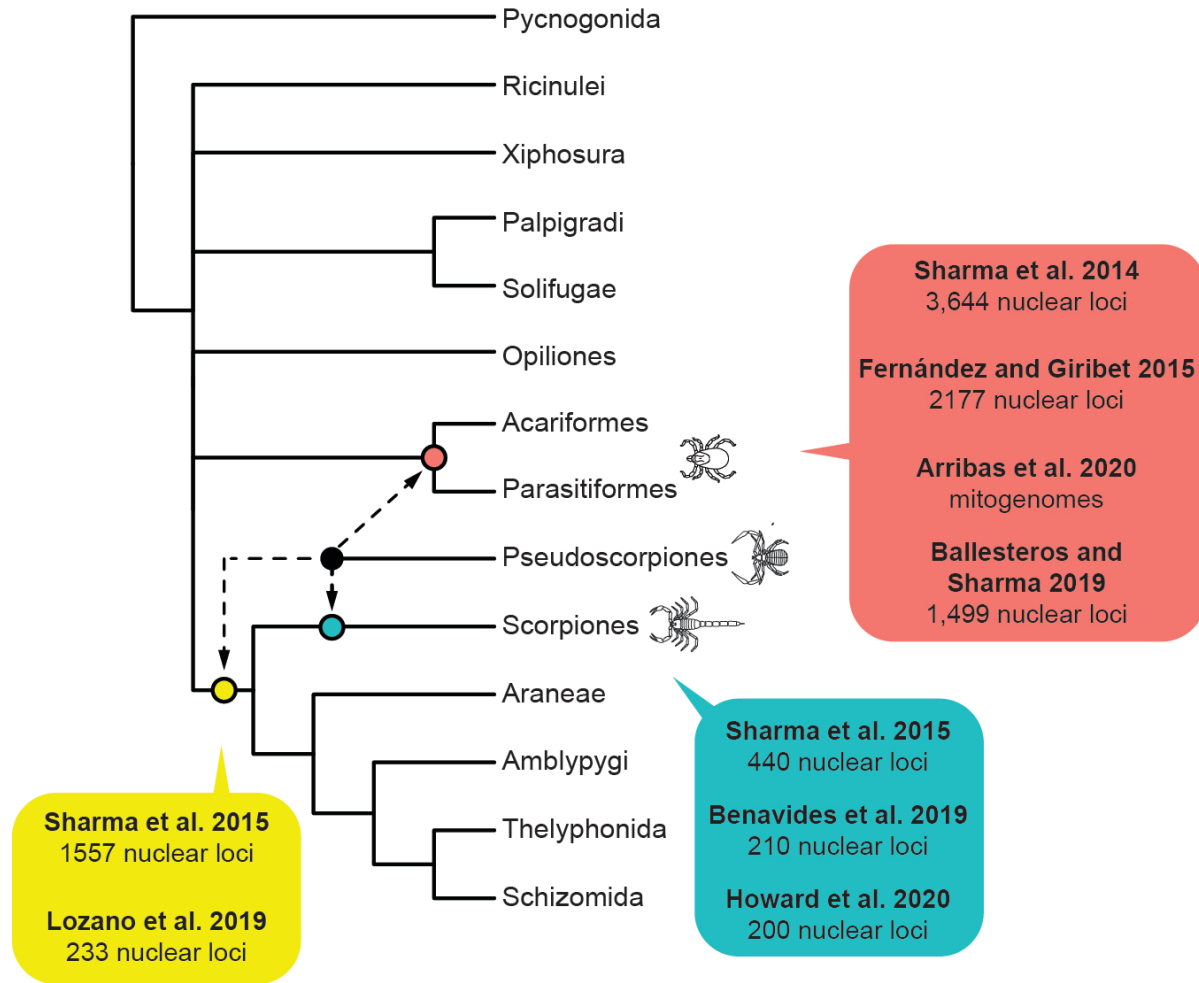 Pycnogonida
Ricinulei
Xiphosura
Palpigradi
Solifugae
Opiliones
Acariformes
Parasitiformes
Pseudoscorpiones
Scorpiones
Araneae
Amblypygi
Thelyphonida
Schizomida
Sharma et al. 2014
3,644 nuclear loci
Fernández and Giribet 2015
2177 nuclear loci
Arribas et al. 2020
mitogenomes
Ballesteros and
Sharma 2019
1,499 nuclear loci
Sharma et al. 2015
440 nuclear loci
Benavides et al. 2019
210 nuclear loci
Howard et al. 2020
200 nuclear loci
Sharma et al. 2015
1557 nuclear loci
Lozano et al. 2019
233 nuclear loci